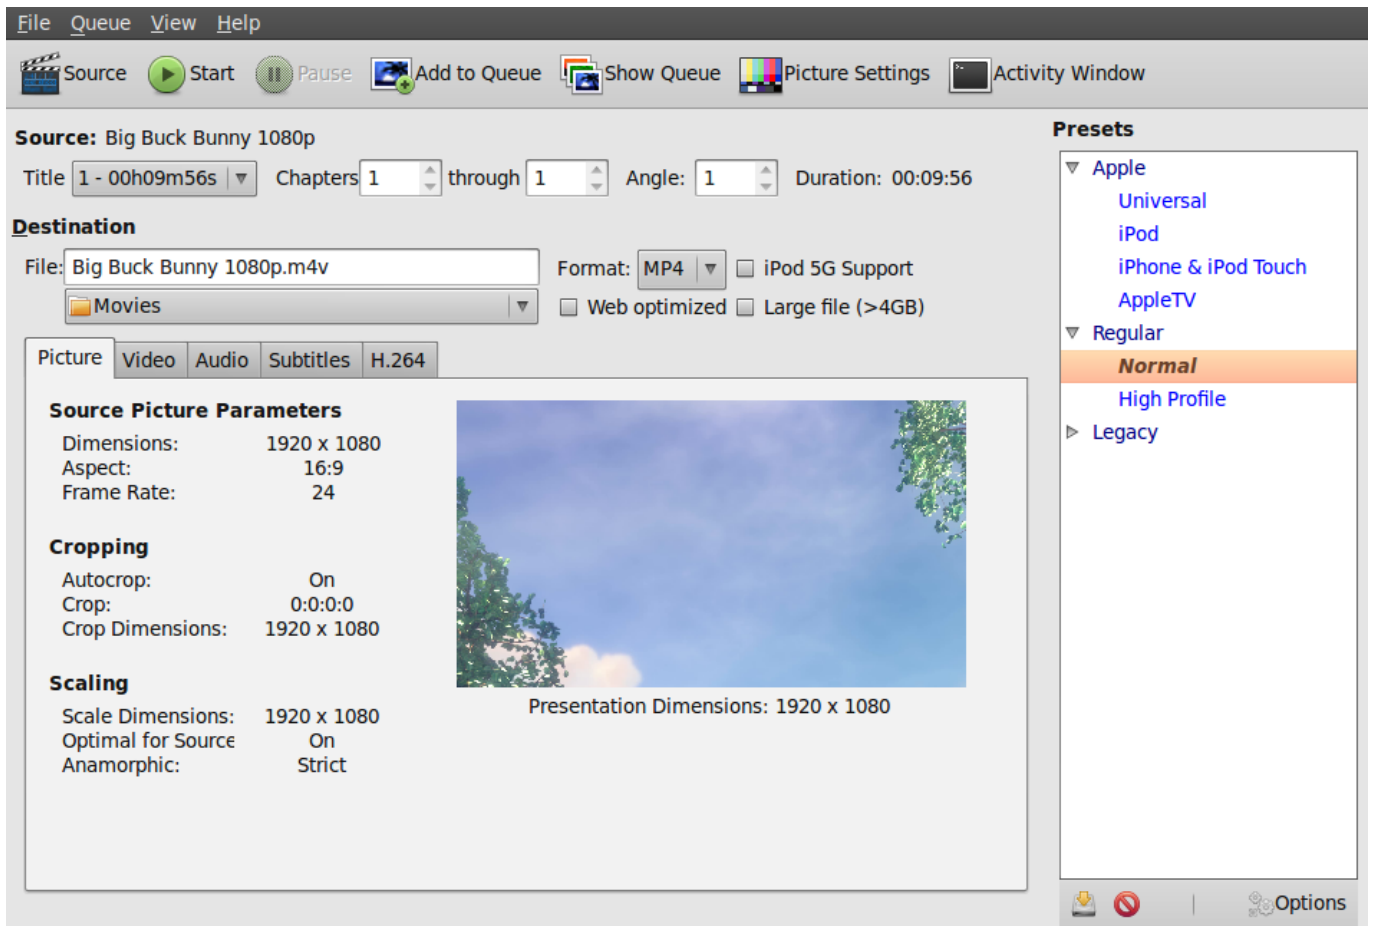 File Queue View Help
Source Start Pause Add to Queue Show Queue Picture Settings Activity Window
Source: Big Buck Bunny 1080p
Title 1 - 00h09m56s Chapters 1 through 1 Angle: 1 Duration: 00:09:56
Destination
File: Big Buck Bunny 1080p.m4v Format: MP4 iPod 5G Support
Movies Web optimized Large file (>4GB)
Picture Video Audio Subtitles H.264
Source Picture Parameters
Dimensions: 1920 x 1080
Aspect: 16:9
Frame Rate: 24
Cropping
Autocrop: On
Crop: 0:0:0:0
Crop Dimensions: 1920 x 1080
Scaling
Scale Dimensions: 1920 x 1080
Optimal for Source On
Anamorphic: Strict
Presentation Dimensions: 1920 x 1080
Presets
Apple
Universal
iPod
iPhone & iPod Touch
AppleTV
Regular
Normal
High Profile
Legacy
Options